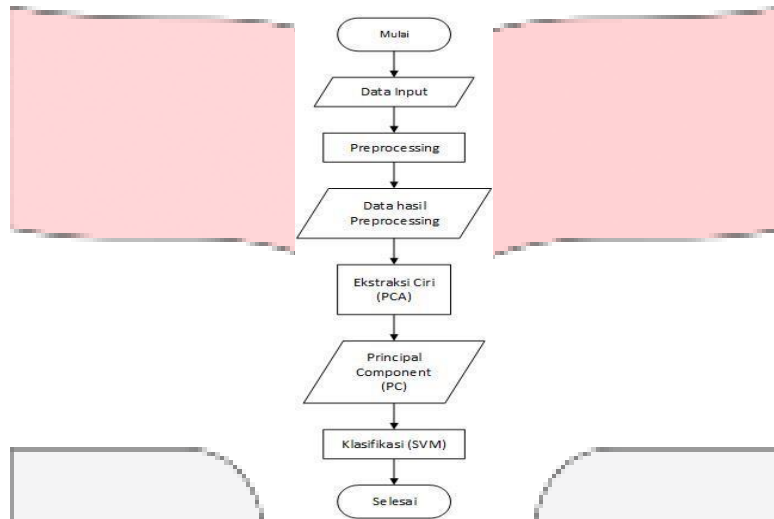 Mulai
Data Input
Preprocessing
Data hasil
Preprocessing
Ekstraksi Ciri
(PCA)
Principal
Component
(PC)
Klasifikasi (SVM)
Selesai